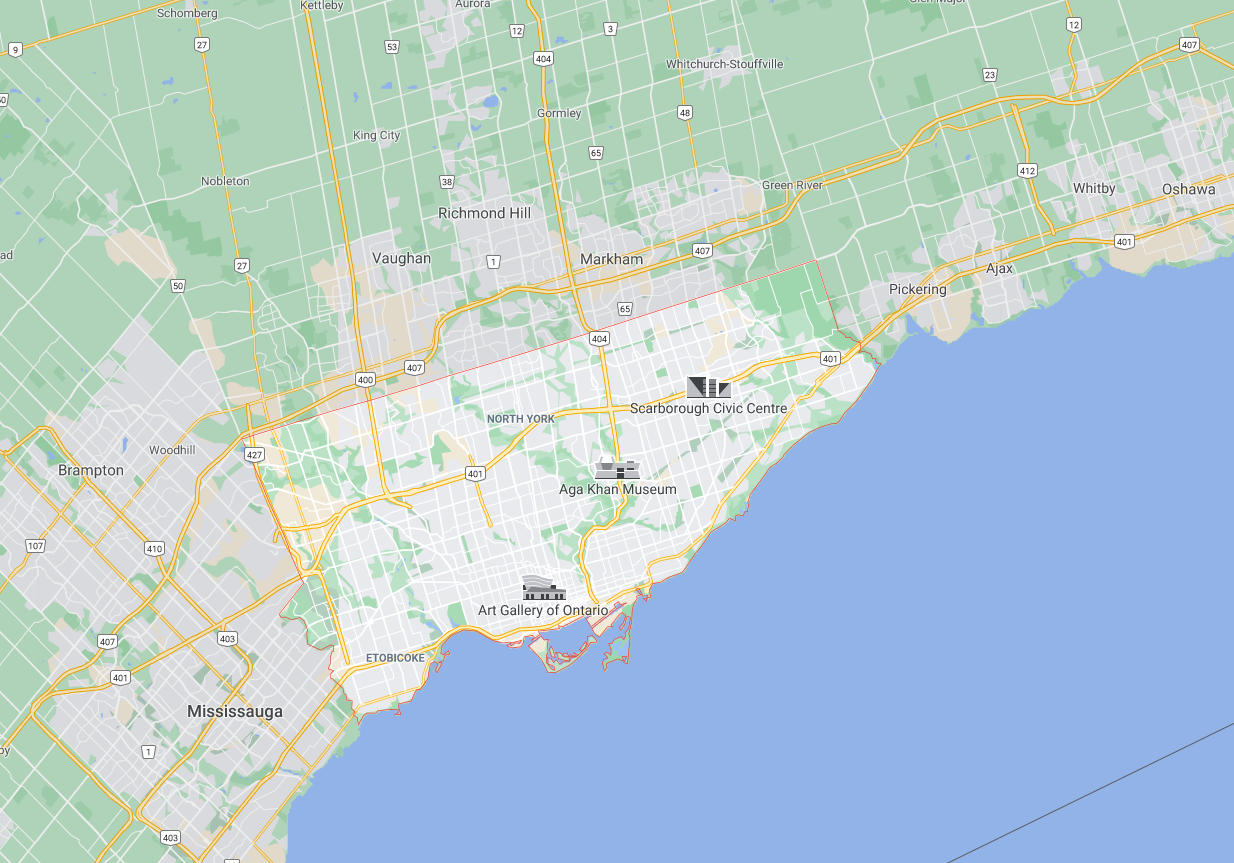 Kettleby
Aurora
Schomberg
12
3
12
9
27
53
404
407
Whitchurch-Stouffville
23
48
Gormley
King City
65
412
Nobleton
38
Green River
Whitby
Oshawa
Richmond Hill
401
407
Vaughan
1
Markham
27
Ajax
50
Pickering
65
404
401
407
400
Scarborough Civic Centre
NORTH YORK
427
Woodhill
Brampton
401
Aga Khan Museum
107
410
Art Gallery of Ontario
407
403
ETOBICOKE
401
Mississauga
1
403